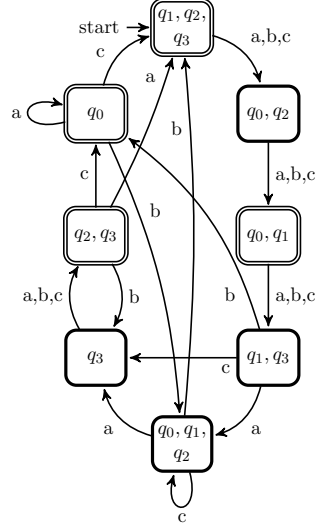 start
q₁, q₂,
q₃
c
a,b,c
a
a
q₀
q₀, q₂
b
c
b
a,b,c
q₂, q₃
q₀, q₁
a,b,c
b
b
a,b,c
q₃
c
q₁, q₃
a
a
q₀, q₁,
q₂
c